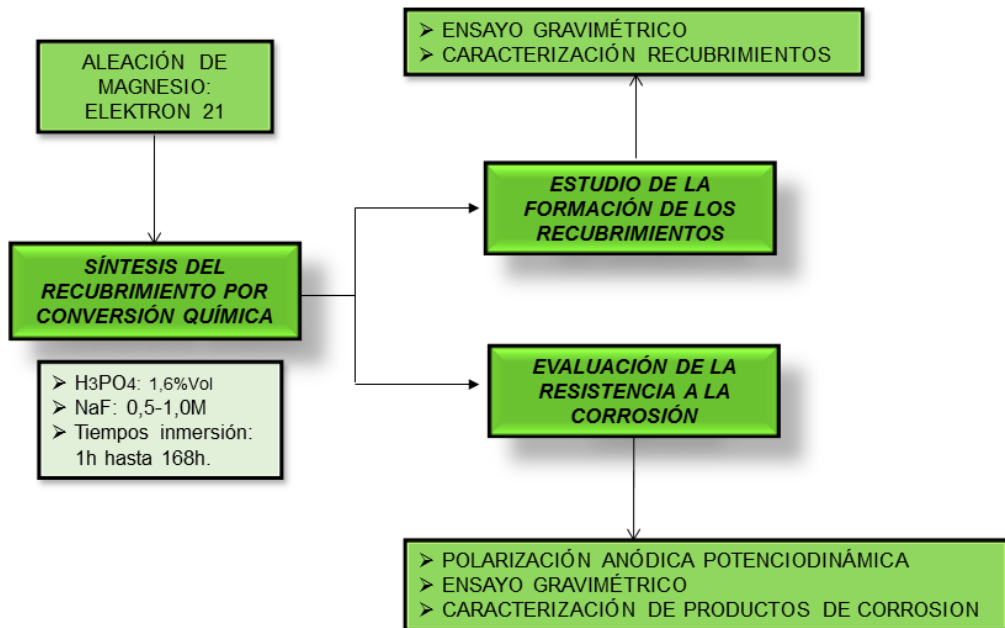 ALEACIÓN DE
MAGNESIO:
ELEKTRON 21
SÍNTESIS DEL
RECUBRIMIENTO POR
CONVERSIÓN QUÍMICA
➢ H3PO4: 1,6%Vol
➢ NaF: 0,5-1,0M
➢ Tiempos inmersión:
1h hasta 168h.
➢ ENSAYO GRAVIMÉTRICO
➢ CARACTERIZACIÓN RECUBRIMIENTOS
ESTUDIO DE LA
FORMACIÓN DE LOS
RECUBRIMIENTOS
EVALUACIÓN DE LA
RESISTENCIA A LA
CORROSIÓN
➢ POLARIZACIÓN ANÓDICA POTENCIODINÁMICA
➢ ENSAYO GRAVIMÉTRICO
➢ CARACTERIZACIÓN DE PRODUCTOS DE CORROSION